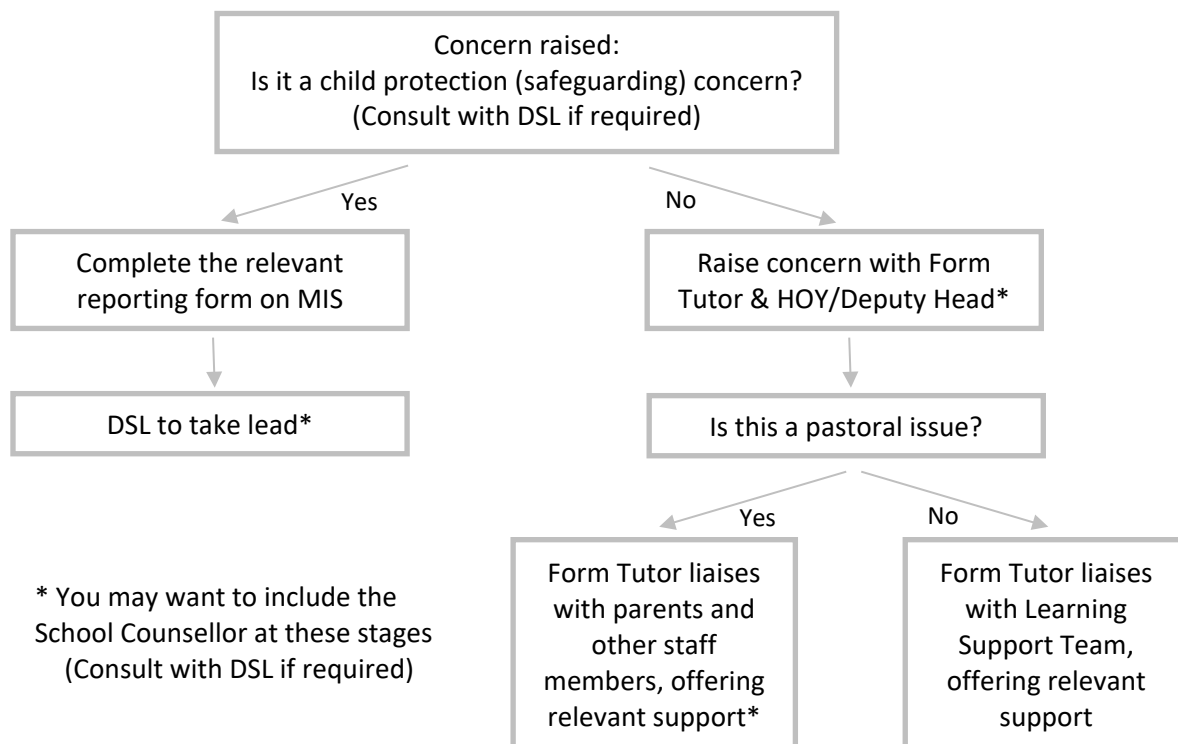 Concern raised:
Is it a child protection (safeguarding) concern?
(Consult with DSL if required)
Yes
No
Complete the relevant
reporting form on MIS
Raise concern with Form
Tutor & HOY/Deputy Head*
DSL to take lead*
Is this a pastoral issue?
Yes
No
* You may want to include the
School Counsellor at these stages
(Consult with DSL if required)
Form Tutor liaises
with parents and
other staff
members, offering
relevant support*
Form Tutor liaises
with Learning
Support Team,
offering relevant
support